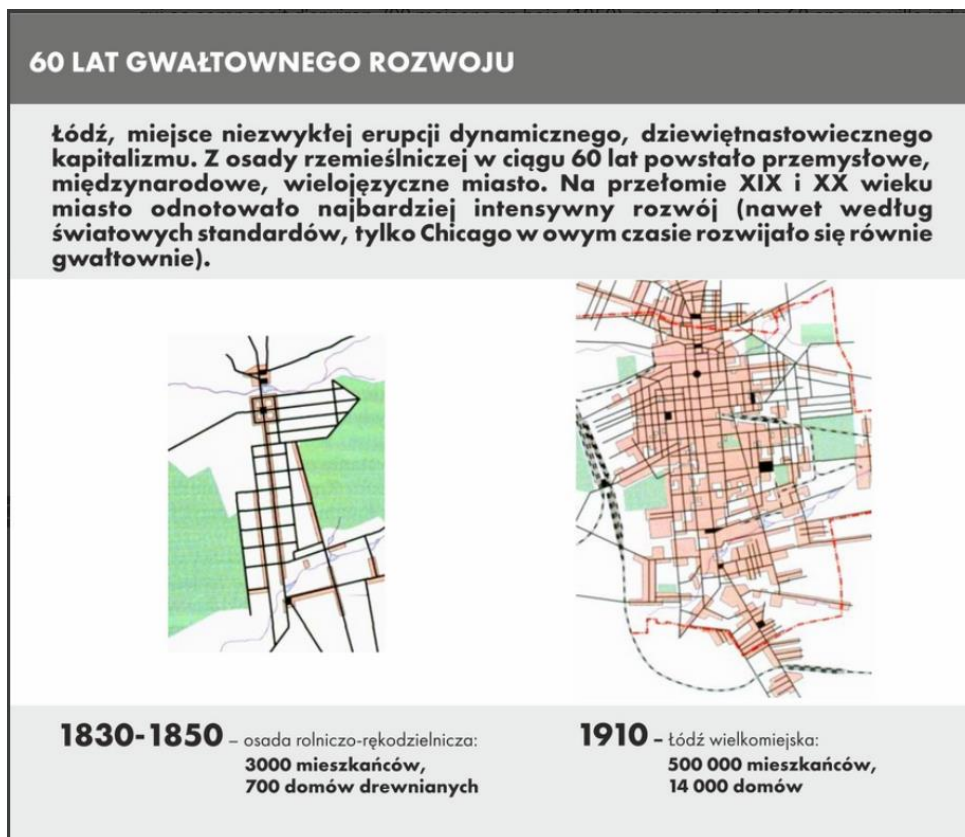 60 LAT GWAŁTOWNEGO ROZWOJU
Łódź, miejsce niezwykłej erupcji dynamicznego, dziewiętnastowiecznego
kapitalizmu. Z osady rzemieślniczej w ciągu 60 lat powstało przemysłowe,
międzynarodowe, wielojęzyczne miasto. Na przełomie XIX i XX wieku
miasto odnotowało najbardziej intensywny rozwój (nawet według
światowych standardów, tylko Chicago w owym czasie rozwijało się równie
gwałtownie).
1830-1850 – osada rolniczo-rękodzielnicza:
3000 mieszkańców,
700 domów drewnianych
1910 – Łódź wielkomiejska:
500 000 mieszkańców,
14 000 domów